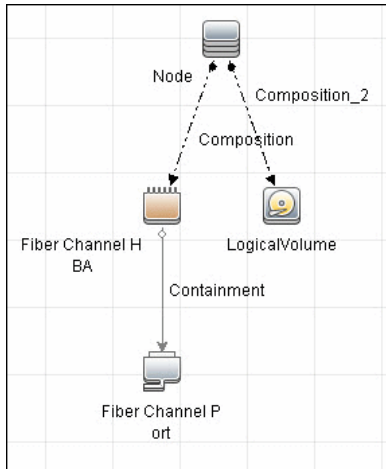 Node
Composition_2
Composition
Fiber Channel H
BA
LogicalVolume
Containment
Fiber Channel P
ort